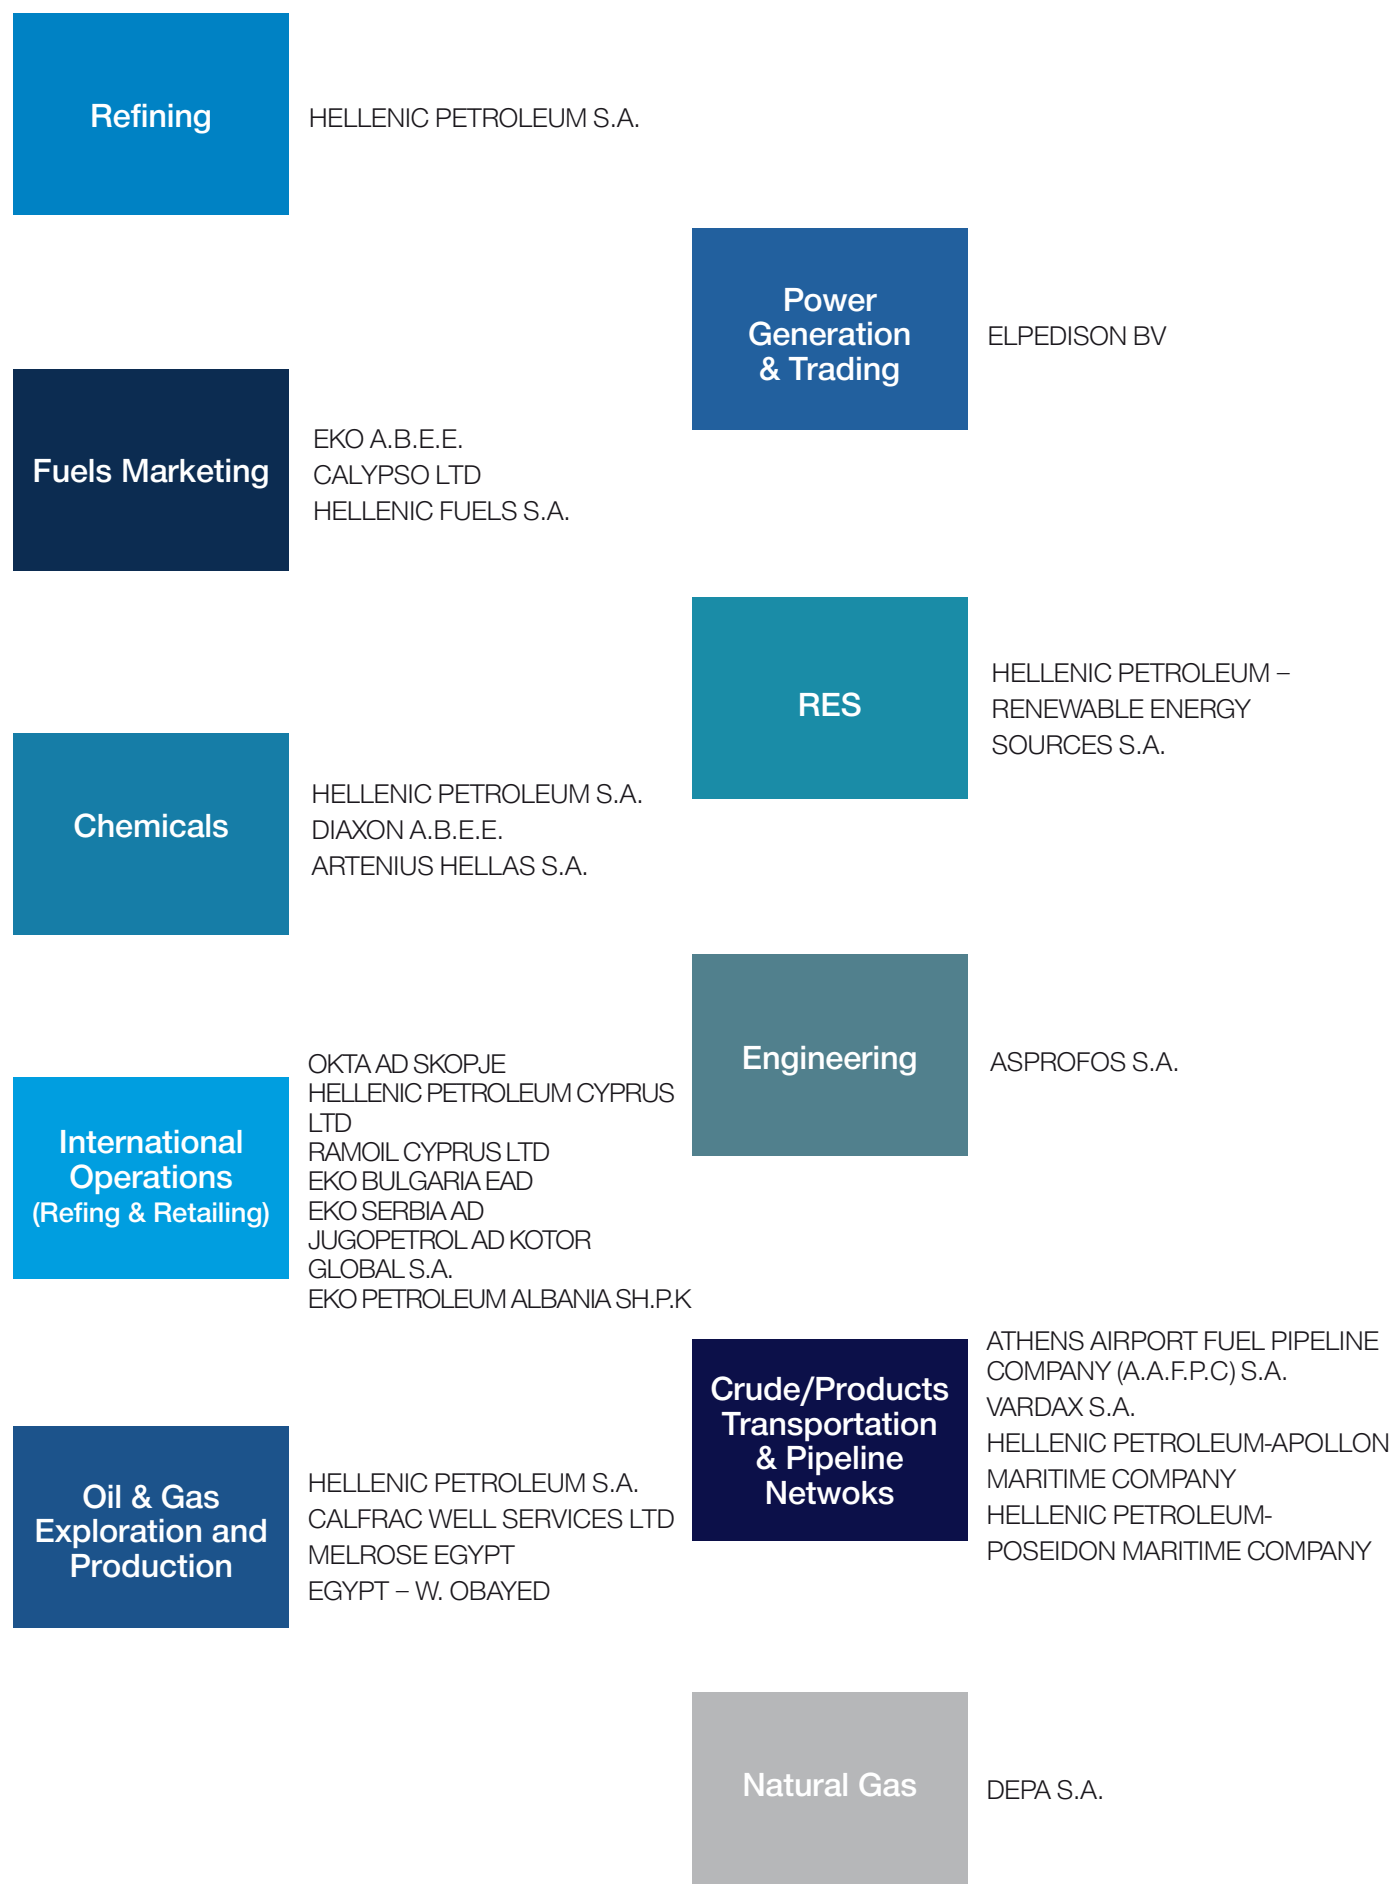 Refining
HELLENIC PETROLEUM S.A.
Fuels Marketing
EKO A.B.E.E.
CALYPSO LTD
HELLENIC FUELS S.A.
Chemicals
HELLENIC PETROLEUM S.A.
DIAXON A.B.E.E.
ARTENIUS HELLAS S.A.
International
Operations
(Refing & Retailing)
OKTA AD SKOPJE
HELLENIC PETROLEUM CYPRUS
LTD
RAMOIL CYPRUS LTD
EKO BULGARIA EAD
EKO SERBIA AD
JUGOPETROL AD KOTOR
GLOBAL S.A.
EKO PETROLEUM ALBANIA SH.P.K
Oil & Gas
Exploration and
Production
HELLENIC PETROLEUM S.A.
CALFRAC WELL SERVICES LTD
MELROSE EGYPT
EGYPT – W. OBAYED
Power
Generation
& Trading
ELPEDISON BV
RES
HELLENIC PETROLEUM –
RENEWABLE ENERGY
SOURCES S.A.
Engineering
ASPROFOS S.A.
Crude/Products
Transportation
& Pipeline
Netwoks
ATHENS AIRPORT FUEL PIPELINE
COMPANY (A.A.F.P.C) S.A.
VARDAX S.A.
HELLENIC PETROLEUM-APOLLON
MARITIME COMPANY
HELLENIC PETROLEUM-
POSEIDON MARITIME COMPANY
Natural Gas
DEPA S.A.